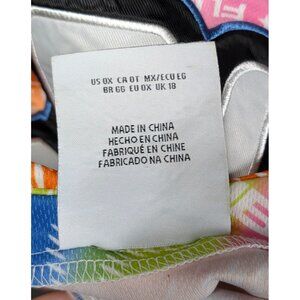 US 0X CA 0T MX/ECU EG
BR GG EU 0X UK 18
MADE IN CHINA
HECHO EN CHINA
FABRIQUÉ EN CHINE
FABRICADO NA CHINA
FL